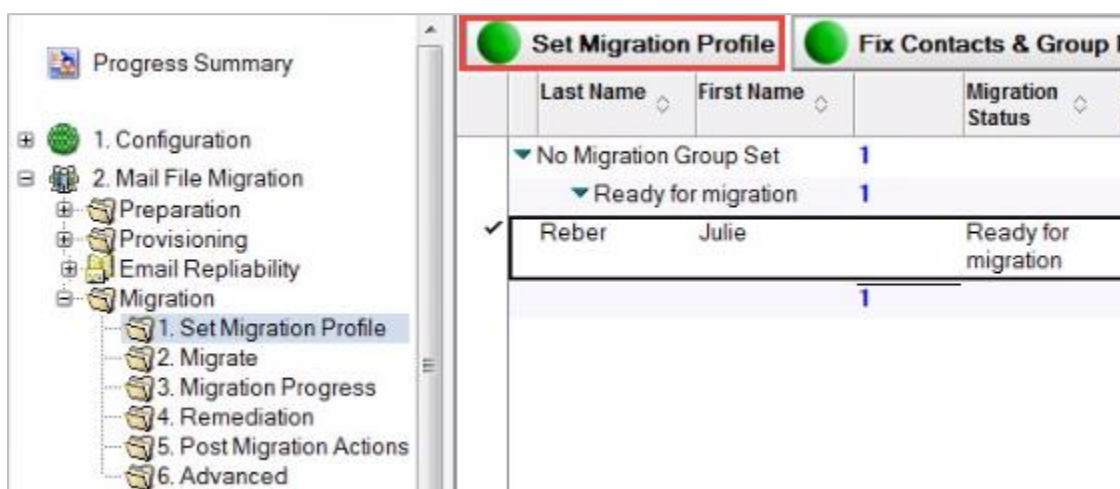 Progress Summary
1. Configuration
2. Mail File Migration
Preparation
Provisioning
Email Repliability
Migration
1. Set Migration Profile
2. Migrate
3. Migration Progress
4. Remediation
5. Post Migration Actions
6. Advanced
Set Migration Profile Fix Contacts & Group
Last Name First Name Migration
Status
No Migration Group Set 1
Ready for migration 1
Reber Julie Ready for
migration
1